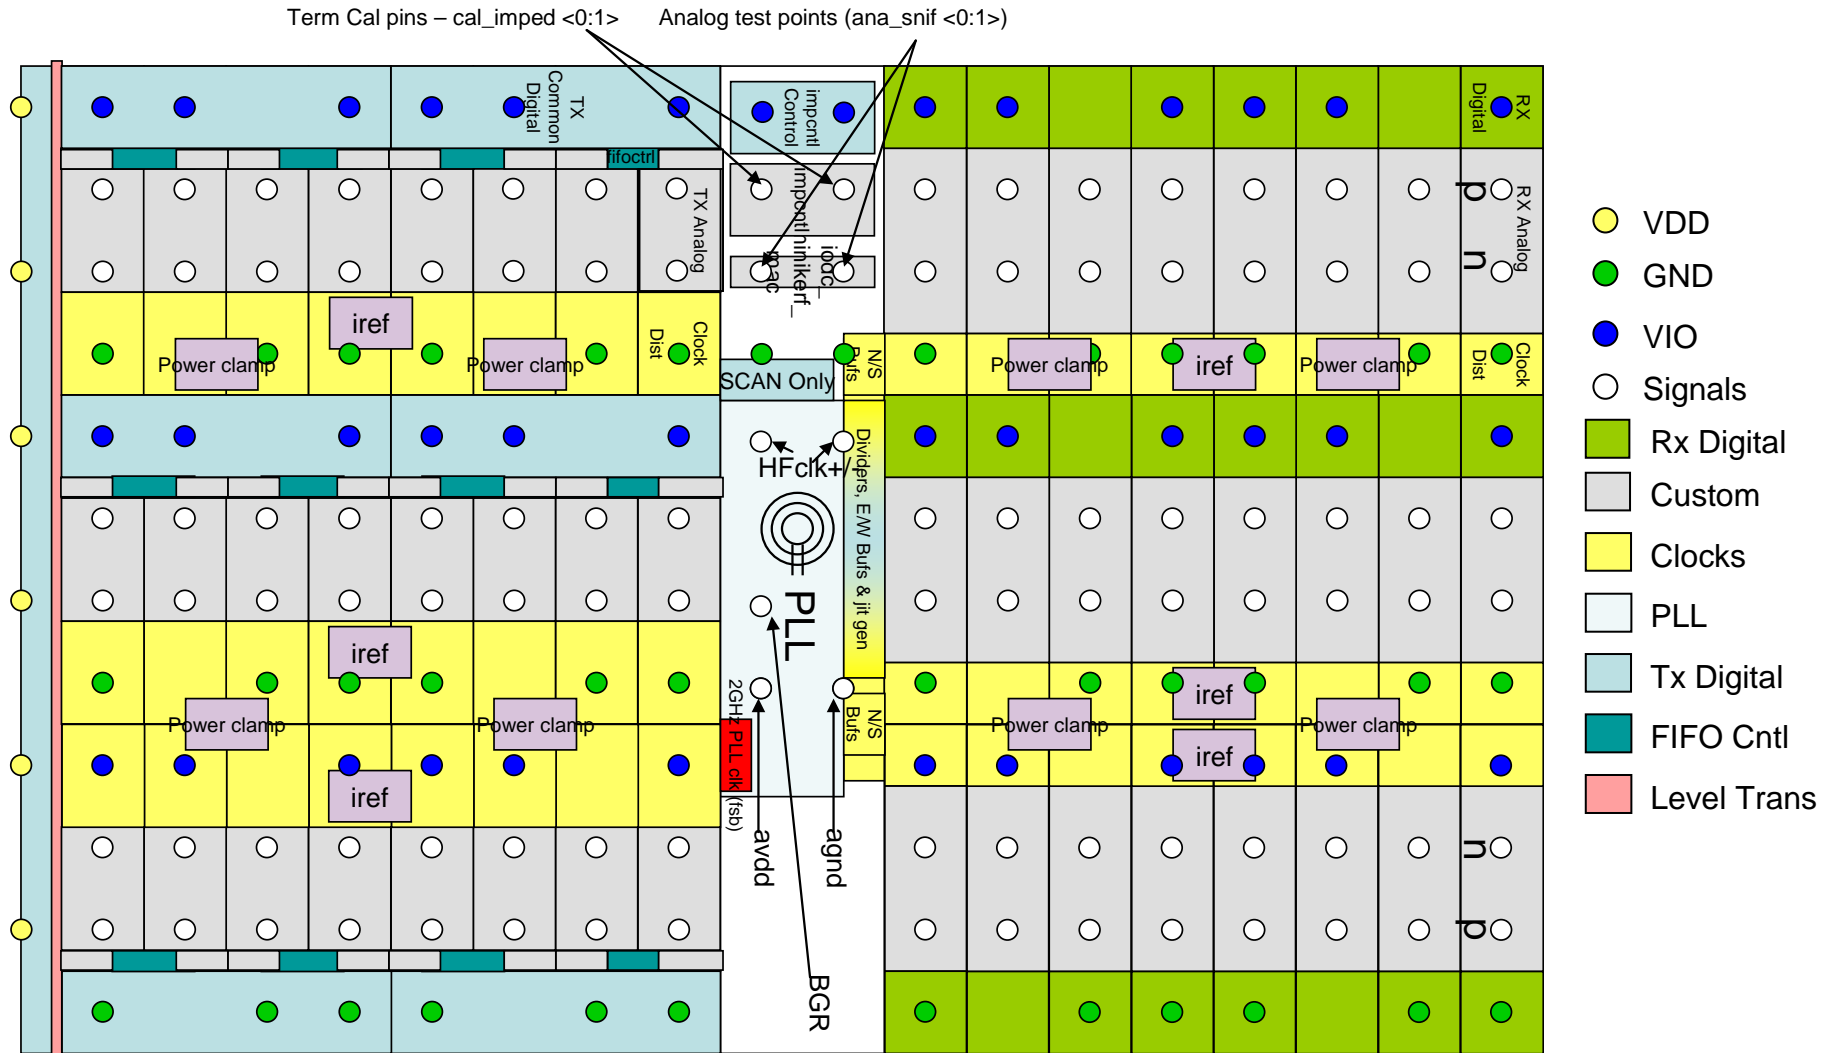 Term Cal pins – cal_imped <0:1>
Analog test points (ana_snif <0:1>)
TX
Common
Digital
impcntl
Control
RX
Digital
fifoctrl
TX Analog
RX Analog
p
n
iodc_
mac
iref
Power clamp
Power clamp
Clock
Dist
SCAN Only
N/S
Bufs
Power clamp
iref
Power clamp
Clock
Dist
HFclk+/-
Dividers, E/W Bufs & jit gen
PLL
iref
Power clamp
Power clamp
iref
2GHz PLL clk (fsb)
N/S
Bufs
iref
Power clamp
Power clamp
iref
avdd
agnd
BGR
n
p
VDD
GND
VIO
Signals
Rx Digital
Custom
Clocks
PLL
Tx Digital
FIFO Cntl
Level Trans